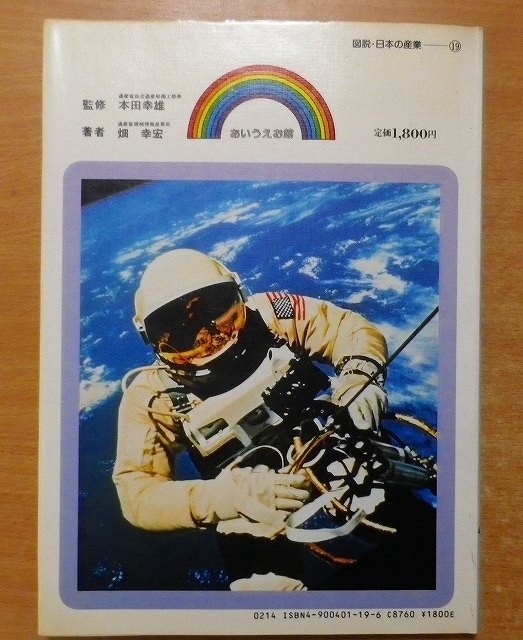 図説・日本の産業——⑲
監修 本田幸雄
著者 畑 幸宏
あいうえお館
定価1,800円
0214 ISBN4-900401-19-6 C8760 ¥1800E